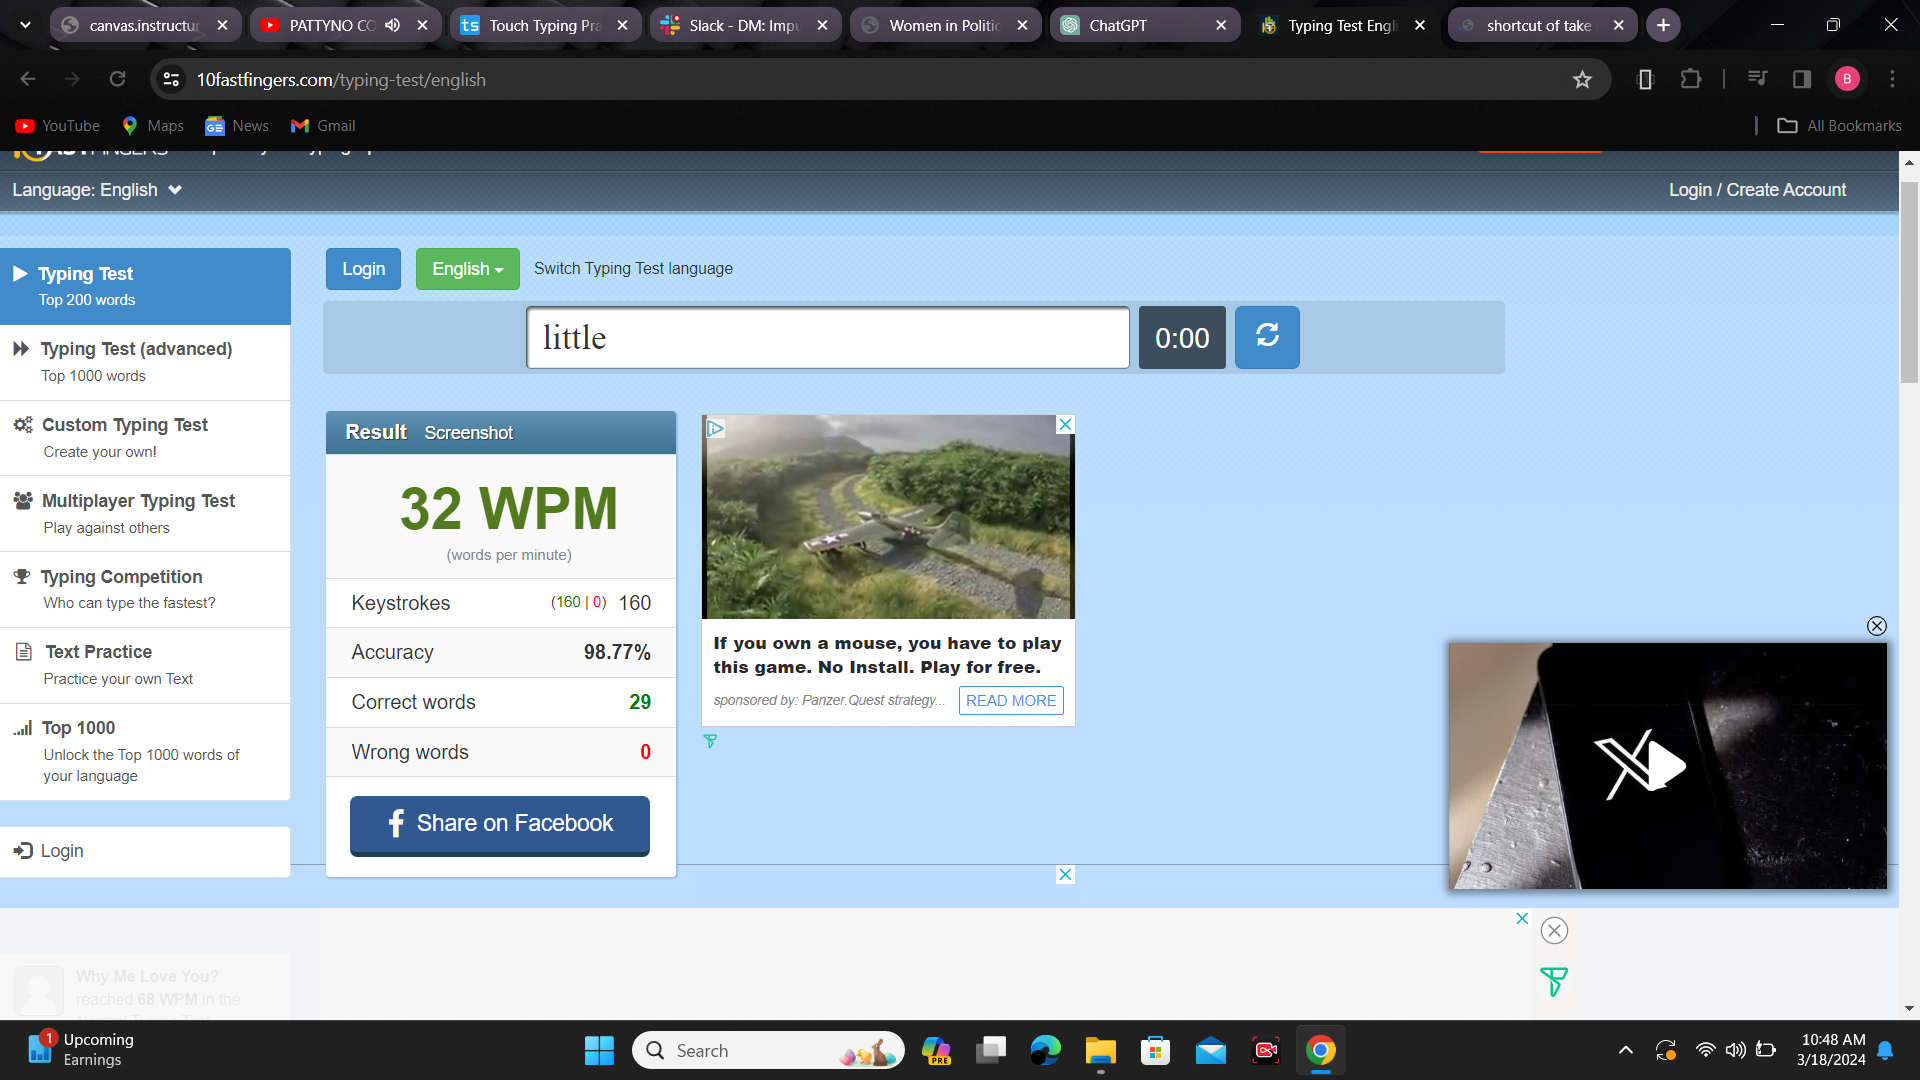 canvas.instructur
PATTYNO CO
Touch Typing Pra
Slack - DM: Impu
Women in Politic
ChatGPT
Typing Test Engli
shortcut of take
10fastfingers.com/typing-test/english
B
YouTube
Maps
News
Gmail
All Bookmarks
Language: English
Login / Create Account
Typing Test
Top 200 words
Typing Test (advanced)
Top 1000 words
Custom Typing Test
Create your own!
Multiplayer Typing Test
Play against others
Typing Competition
Who can type the fastest?
Text Practice
Practice your own Text
Top 1000
Unlock the Top 1000 words of
your language
Login
Why Me Love You?
reached 68 WPM in the
Login
English
Switch Typing Test language
little
0:00
Result Screenshot
32 WPM
(words per minute)
Keystrokes (160 | 0) 160
Accuracy 98.77%
Correct words 29
Wrong words 0
Share on Facebook
If you own a mouse, you have to play
this game. No Install. Play for free.
sponsored by: Panzer.Quest strategy...
READ MORE
1
Upcoming
Earnings
Search
PRE
10:48 AM
3/18/2024